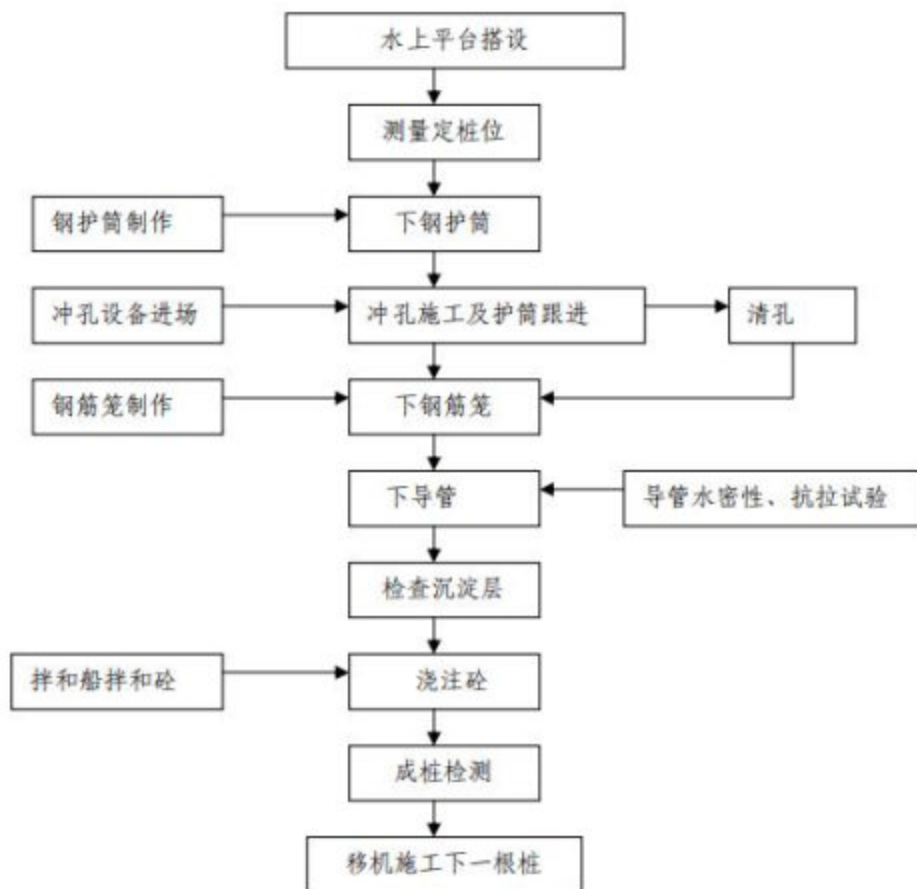 水上平台搭设
测量定桩位
钢护筒制作
下钢护筒
冲孔设备进场
冲孔施工及护筒跟进
清孔
钢筋笼制作
下钢筋笼
下导管
导管水密性、抗拉试验
检查沉淀层
拌和船拌和砼
浇注砼
成桩检测
移机施工下一根桩